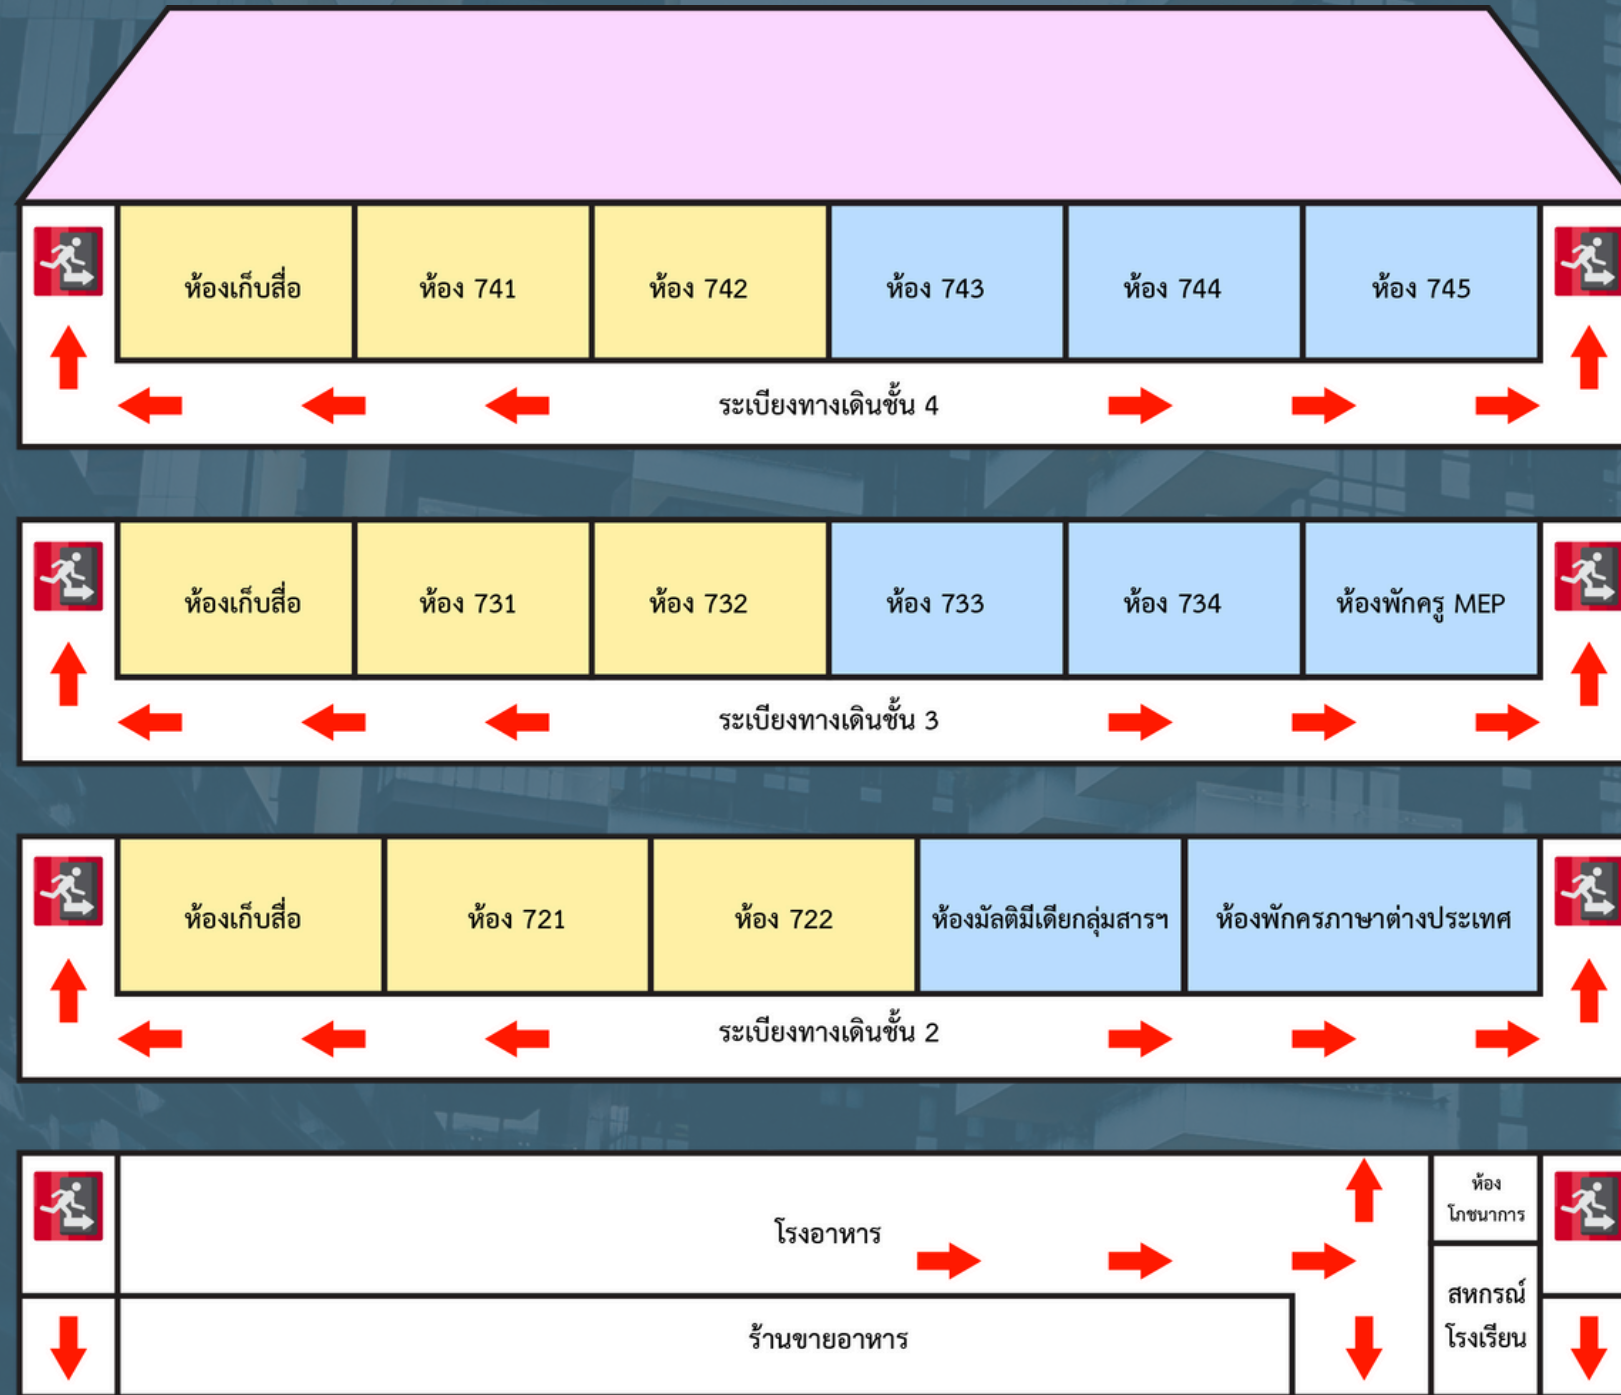 ห้องเก็บสื่อ
ห้อง 741
ห้อง 742
ห้อง 743
ห้อง 744
ห้อง 745
ระเบียงทางเดินชั้น 4
ห้องเก็บสื่อ
ห้อง 731
ห้อง 732
ห้อง 733
ห้อง 734
ห้องพักครู MEP
ระเบียงทางเดินชั้น 3
ห้องเก็บสื่อ
ห้อง 721
ห้อง 722
ห้องมัลติมีเดียกลุ่มสารฯ
ห้องพักครภาษาต่างประเทศ
ระเบียงทางเดินชั้น 2
โรงอาหาร
ห้อง
โภชนาการ
สหกรณ์
โรงเรียน
ร้านขายอาหาร